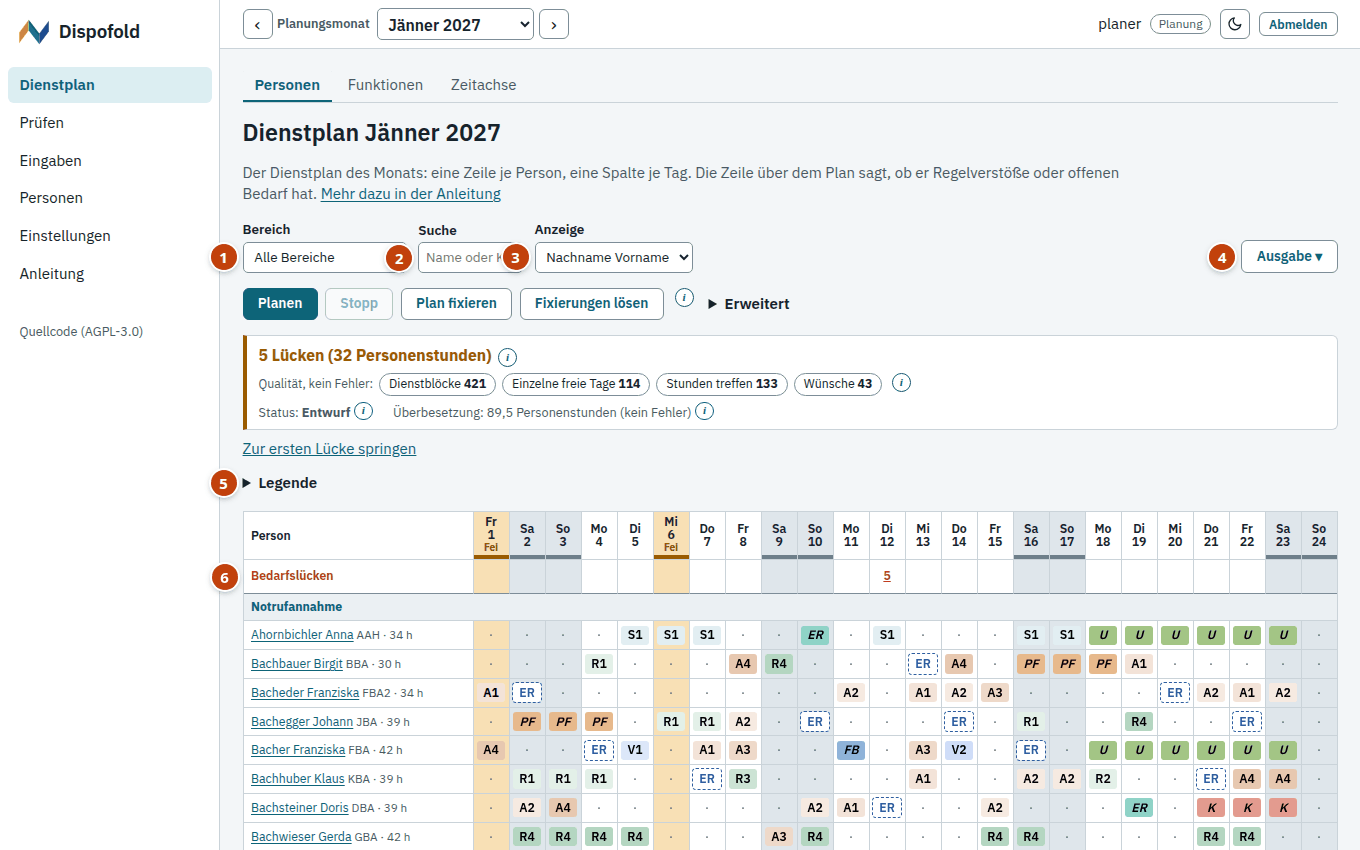 Dispofold
‹ Planungsmonat Jänner 2027 ›
planer Planung Abmelden
Dienstplan
Prüfen
Eingaben
Personen
Einstellungen
Anleitung
Quellcode (AGPL-3.0)
Personen Funktionen Zeitachse
Dienstplan Jänner 2027
Der Dienstplan des Monats: eine Zeile je Person, eine Spalte je Tag. Die Zeile über dem Plan sagt, ob er Regelverstöße oder offenen
Bedarf hat. Mehr dazu in der Anleitung
Bereich Suche Anzeige
1 Alle Bereiche 2 Name oder 3 Nachname Vorname 4 Ausgabe ▾
Planen Stopp Plan fixieren Fixierungen lösen i ▶ Erweitert
5 Lücken (32 Personenstunden) i
Qualität, kein Fehler: Dienstblöcke 421 Einzelne freie Tage 114 Stunden treffen 133 Wünsche 43 i
Status: Entwurf i Überbesetzung: 89,5 Personenstunden (kein Fehler) i
Zur ersten Lücke springen
5 ▶ Legende
Person Fr 1 Fei Sa 2 So 3 Mo 4 Di 5 Mi 6 Fei Do 7 Fr 8 Sa 9 So 10 Mo 11 Di 12 Mi 13 Do 14 Fr 15 Sa 16 So 17 Mo 18 Di 19 Mi 20 Do 21 Fr 22 Sa 23 So 24
6 Bedarfslücken 5
Notrufannahme
Ahornbichler Anna AAH · 34 h · · · · S1 S1 S1 · · ER · S1 · · · S1 S1 U U U U U U ·
Bachbauer Birgit BBA · 30 h · · · R1 · · · A4 R4 · · · ER A4 · PF PF PF A1 · · · · ·
Bacheder Franziska FBA2 · 34 h A1 ER · · · · · · · · A2 · A1 A2 A3 · · · · ER A2 A1 A2 ·
Bachegger Johann JBA · 39 h · PF PF PF · R1 R1 A2 · ER · · · ER · R1 · · R4 · · ER · ·
Bacher Franziska FBA · 42 h A4 · · ER V1 · A1 A3 · · FB · A3 V2 · ER · U U U U U U ·
Bachhuber Klaus KBA · 39 h · R1 R1 R1 · · ER R3 · · · · A1 · · A2 A2 R2 · · ER A4 A4 ·
Bachsteiner Doris DBA · 39 h · A2 A4 · · · · · · A2 A1 ER · · A2 · · · ER · K K K ·
Bachwieser Gerda GBA · 42 h · R4 R4 R4 R4 · · · A3 R4 · · · · R4 R4 · · · · R4 R4 · ·